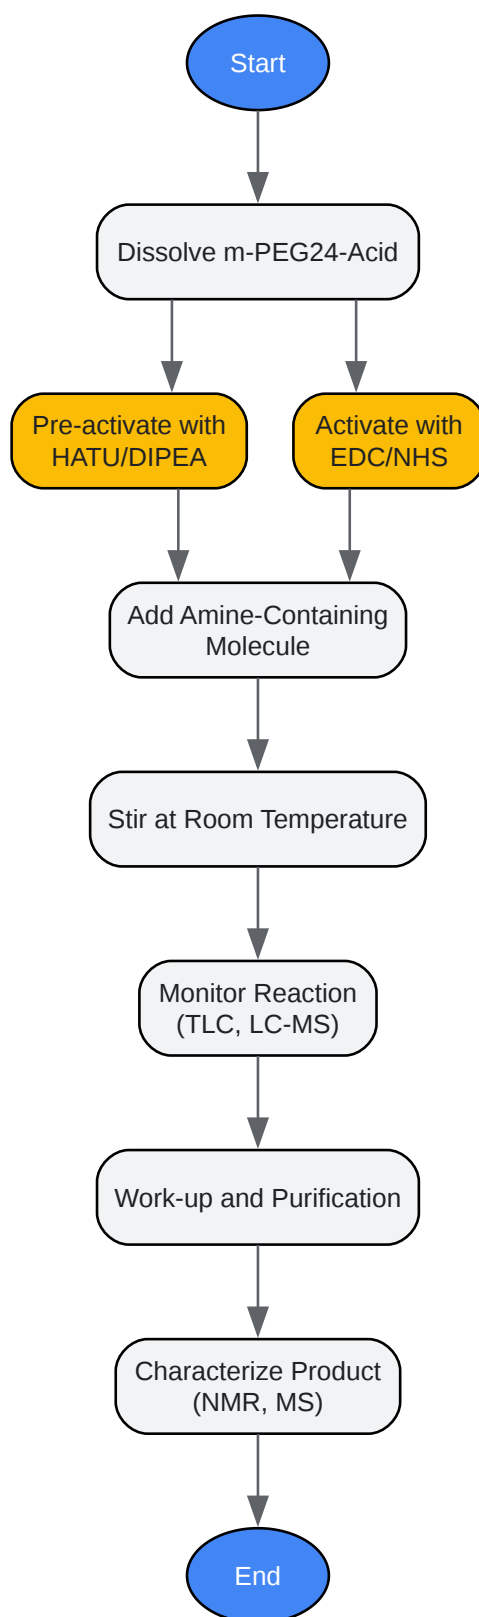 Start
Dissolve m-PEG24-Acid
Pre-activate with
HATU/DIPEA
Activate with
EDC/NHS
Add Amine-Containing
Molecule
Stir at Room Temperature
Monitor Reaction
(TLC, LC-MS)
Work-up and Purification
Characterize Product
(NMR, MS)
End